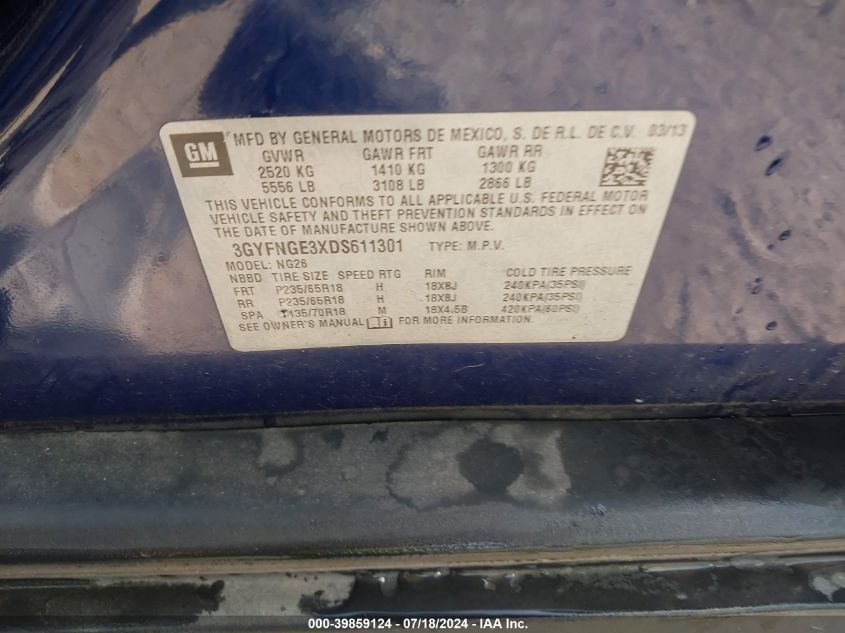 GM MFD BY GENERAL MOTORS DE MEXICO, S. DE R.L. DE C.V. 03/13
GVWR GAWR FRT GAWR RR
2520 KG 1410 KG 1300 KG
5556 LB 3108 LB 2866 LB
THIS VEHICLE CONFORMS TO ALL APPLICABLE U.S. FEDERAL MOTOR
VEHICLE SAFETY AND THEFT PREVENTION STANDARDS IN EFFECT ON
THE DATE OF MANUFACTURE SHOWN ABOVE.
3GYFNGE3XDS611301 TYPE: M.P.V.
MODEL: NG26
NBBD TIRE SIZE SPEED RTG RIM COLD TIRE PRESSURE
FRT P235/65R18 H 18X8J 240KPA(35PSI)
RR P235/65R18 H 18X8J 240KPA(35PSI)
SPA T135/70R18 M 18X4.5B 420KPA(60PSI)
SEE OWNER'S MANUAL FOR MORE INFORMATION.
000-39859124 - 07/18/2024 - © IAA, Inc.